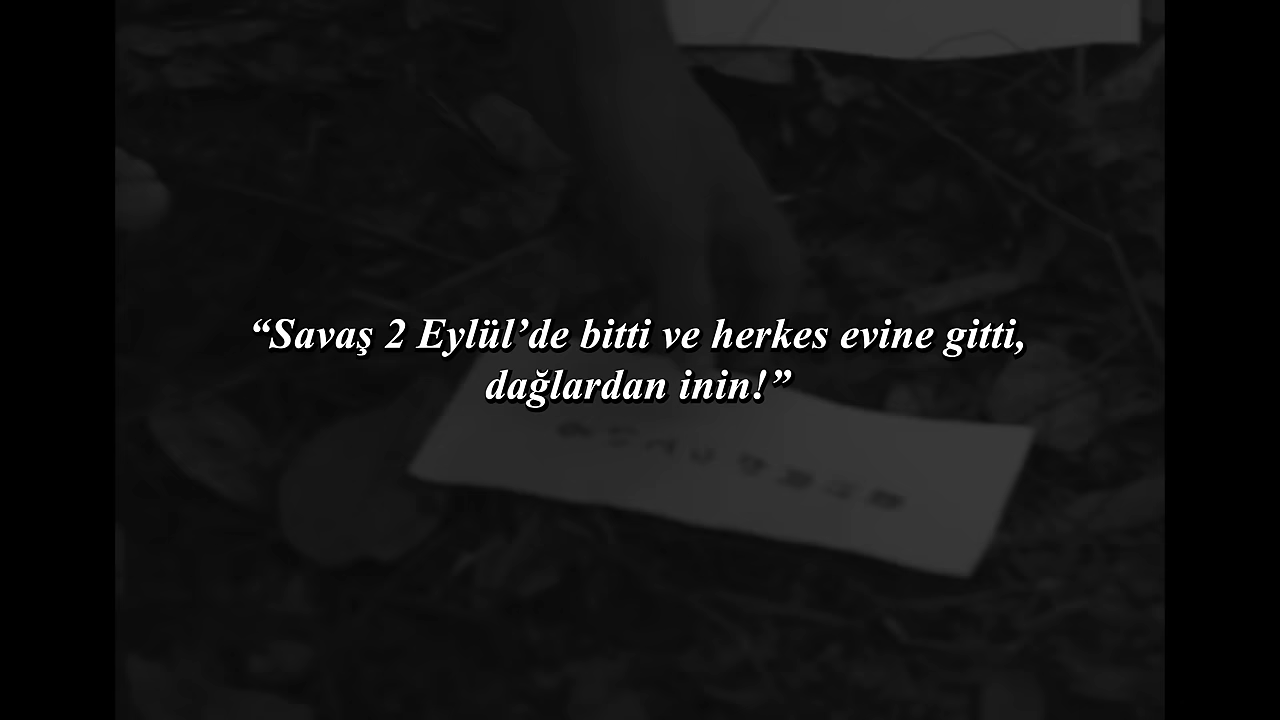 “Savaş 2 Eylül’de bitti ve herkes evine gitti,
dağlardan inin!”